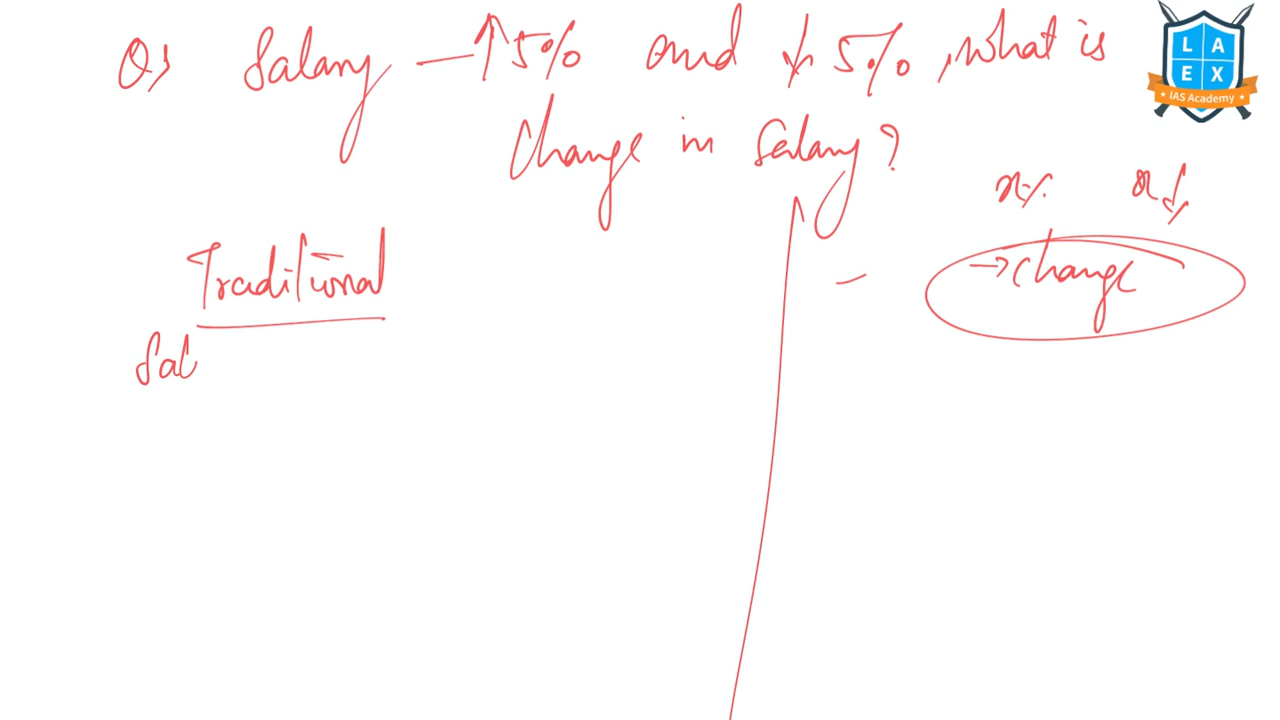 Q) Salary - ↑ 5% and ↓ 5%, what is
Change in Salary?
L A
E X
IAS Academy
x%
Traditional
→ Change
Sal